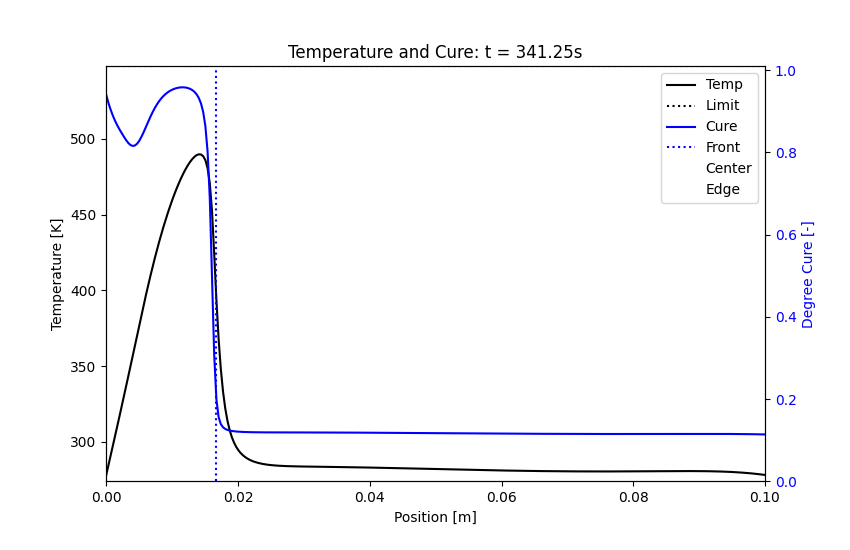 Temperature and Cure: t = 341.25s
Temp
Limit
Cure
Front
Center
Edge
500
450
400
350
300
Temperature [K]
1.0
0.8
0.6
0.4
0.2
0.0
Degree Cure [-]
0.00 0.02 0.04 0.06 0.08 0.10
Position [m]